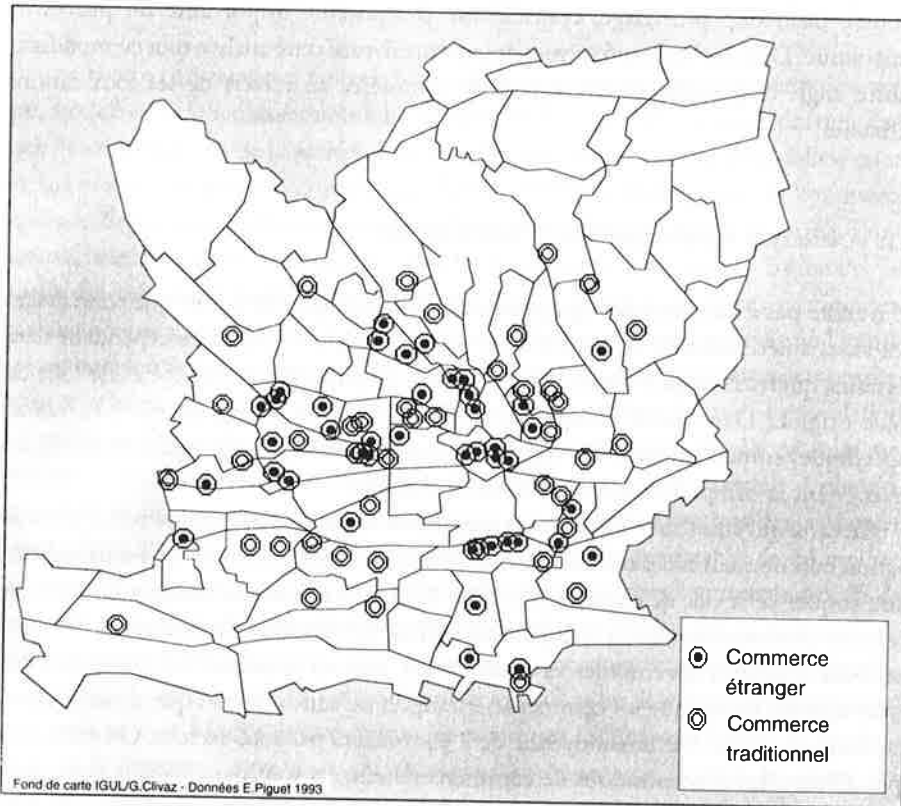 Commerce
étranger
Commerce
traditionnel
Fond de carte IGUL/G.Clivaz - Données E.Piguet 1993